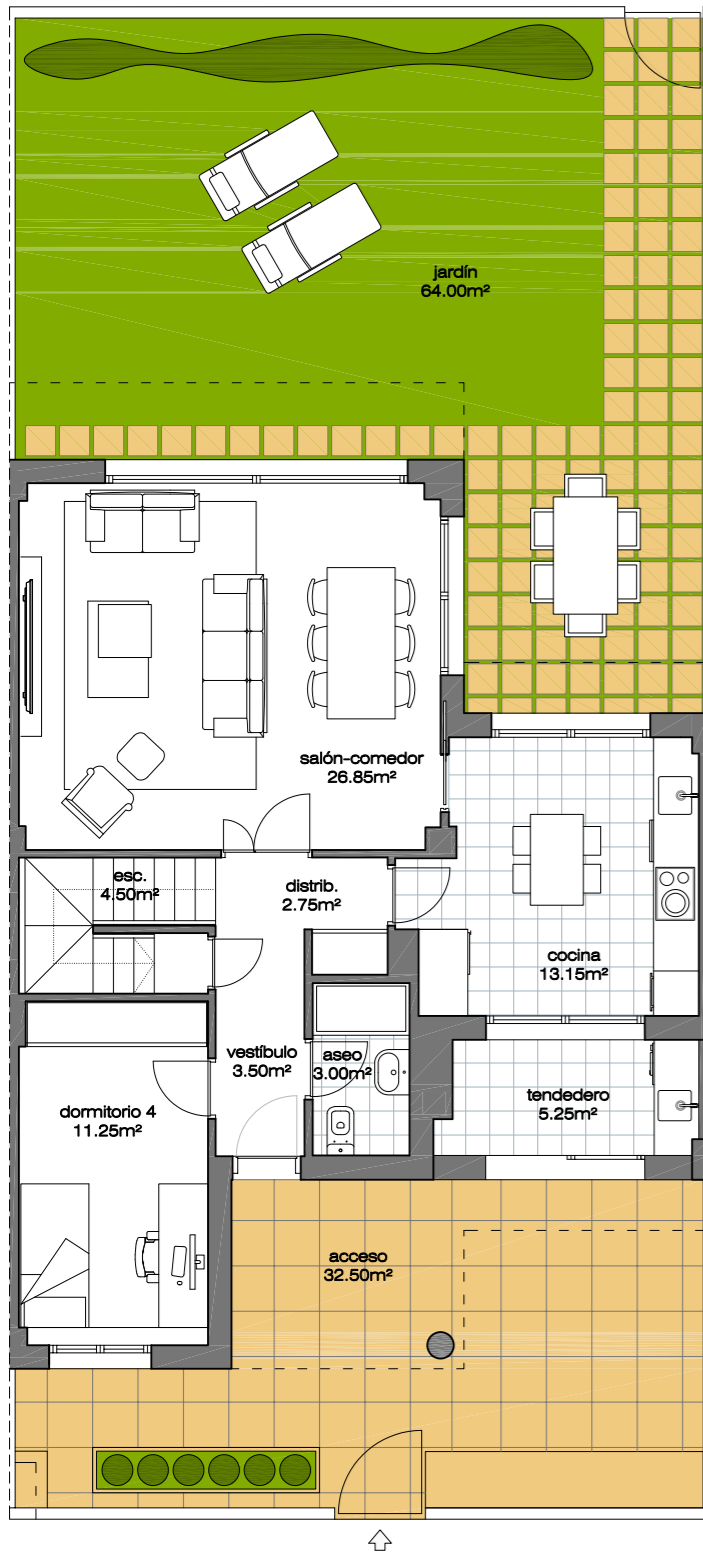 jardín
64.00m²
salón-comedor
26.85m²
esc.
4.50m²
distrib.
2.75m²
cocina
13.15m²
vestíbulo
3.50m²
aseo
3.00m²
dormitorio 4
11.25m²
tendedero
5.25m²
acceso
32.50m²